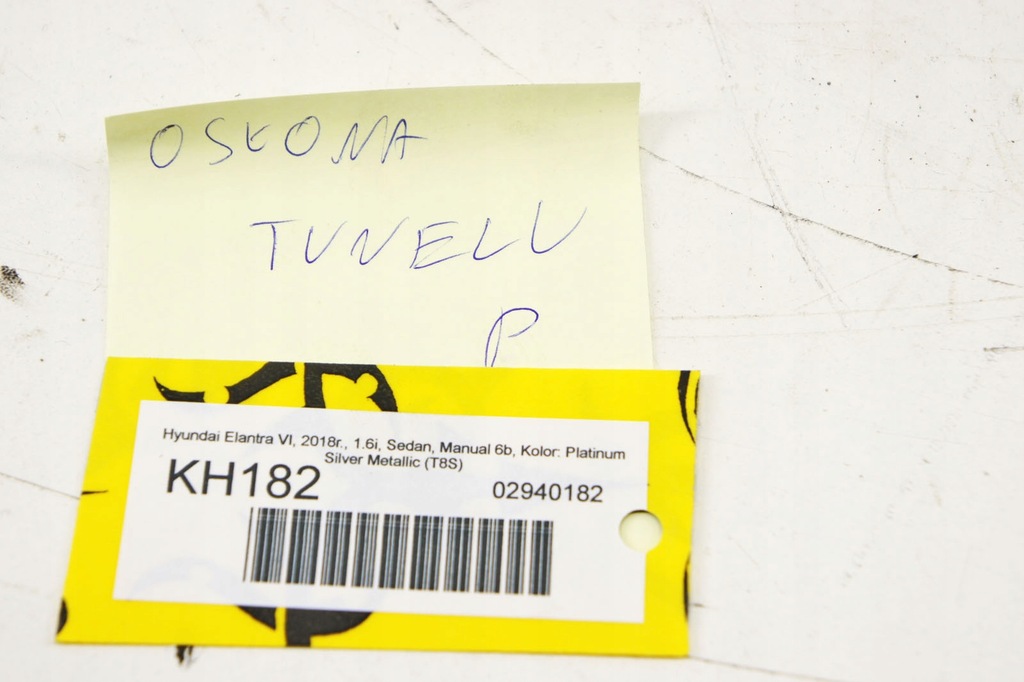 OSŁONA
TUNELU
P
Hyundai Elantra VI, 2018r., 1.6i, Sedan, Manual 6b, Kolor: Platinum
Silver Metallic (T8S)
KH182
02940182